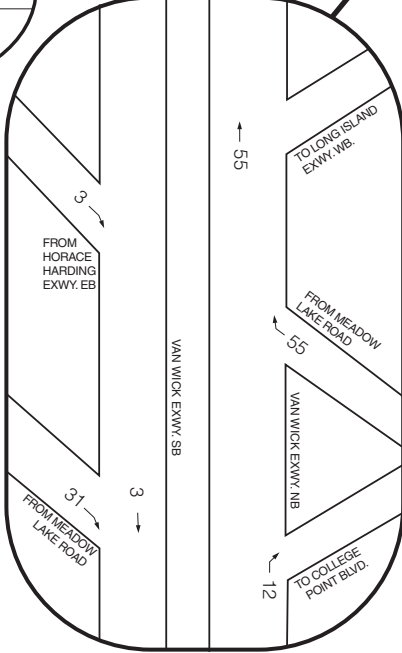 55
TO LONG ISLAND
EXWY. WB.
3
FROM
HORACE
HARDING
EXWY. EB
FROM MEADOW
LAKE ROAD
55
VAN WICK EXWY. SB
VAN WICK EXWY. NB
31
3
FROM MEADOW
LAKE ROAD
12
TO COLLEGE
POINT BLVD.